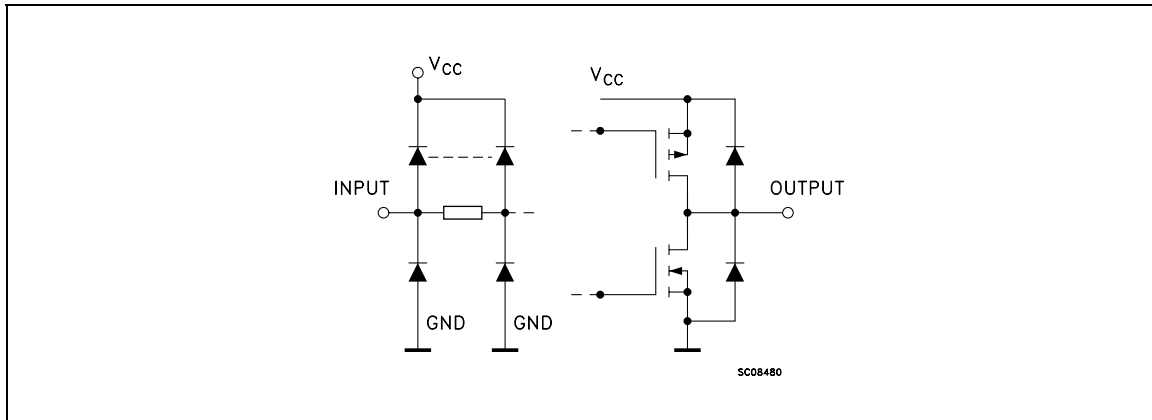 VCC
VCC
INPUT
OUTPUT
GND
GND
SC08480